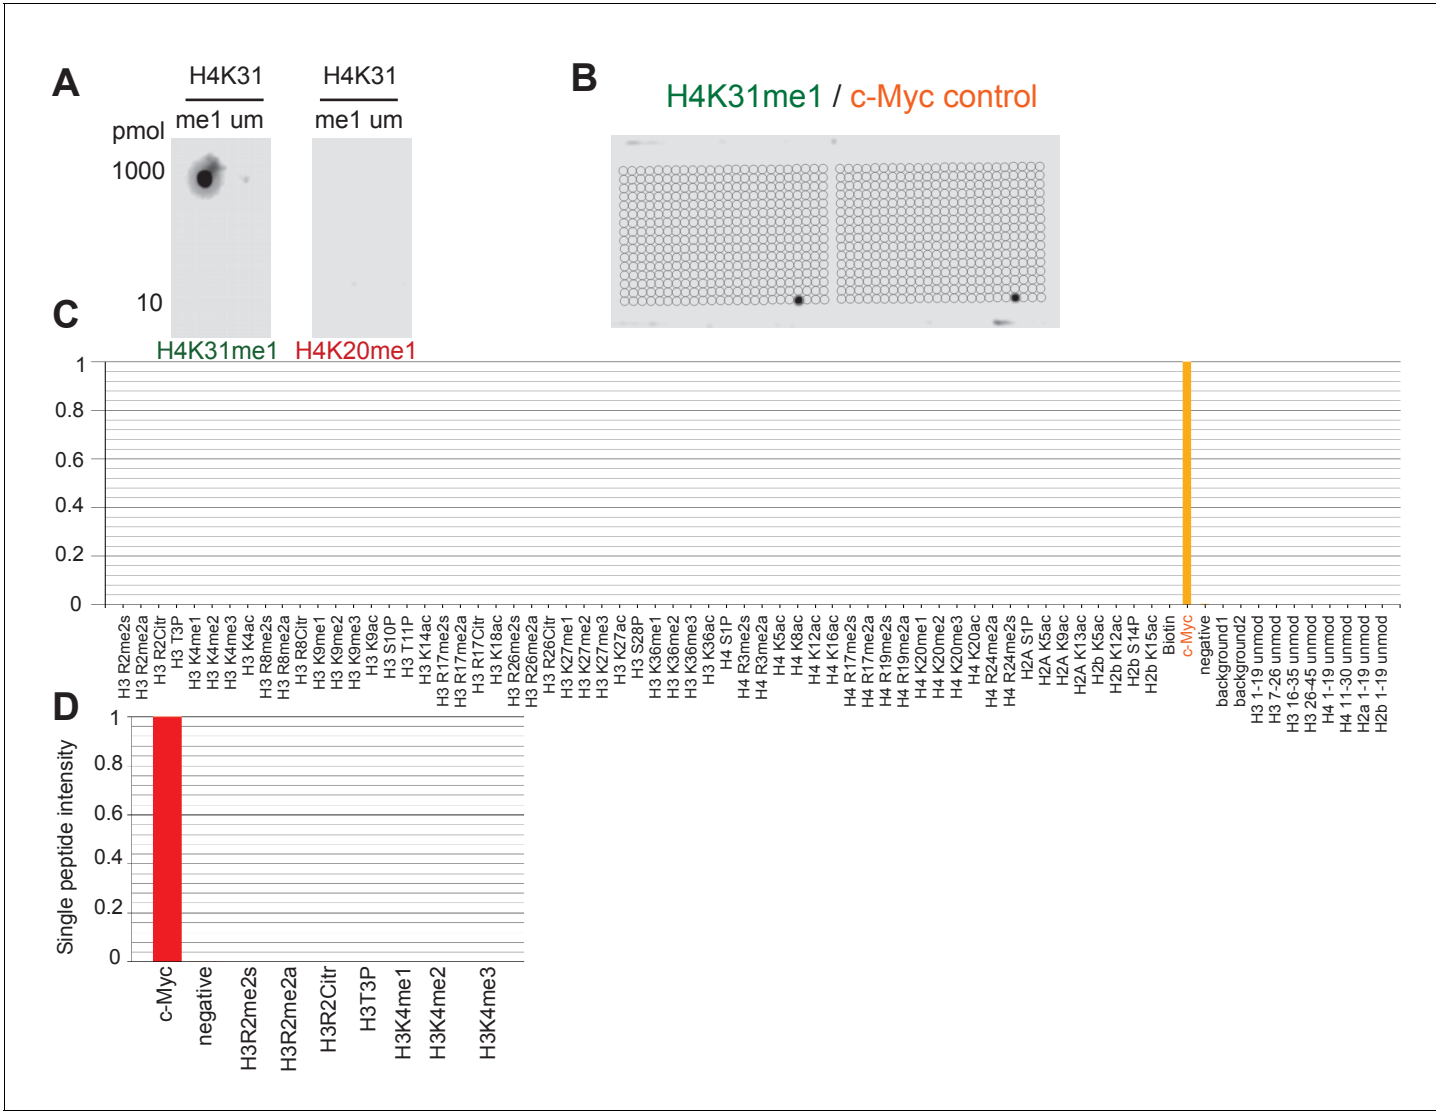 A
H4K31
H4K31
me1 um
me1 um
pmol
1000
10
H4K31me1
H4K20me1
B
H4K31me1 / c-Myc control
C
1
0.8
0.6
0.4
0.2
0
H3 R2me2s
H3 R2me2a
H3 R2Citr
H3 T3P
H3 K4me1
H3 K4me2
H3 K4me3
H3 K4ac
H3 R8me2s
H3 R8me2a
H3 R8Citr
H3 K9me1
H3 K9me2
H3 K9me3
H3 K9ac
H3 S10P
H3 T11P
H3 K14ac
H3 R17me2s
H3 R17me2a
H3 R17Citr
H3 K18ac
H3 R26me2s
H3 R26me2a
H3 R26Citr
H3 K27me1
H3 K27me2
H3 K27me3
H3 K27ac
H3 S28P
H3 K36me1
H3 K36me2
H3 K36me3
H3 K36ac
H4 S1P
H4 R3me2s
H4 R3me2a
H4 K5ac
H4 K8ac
H4 K12ac
H4 K16ac
H4 R17me2s
H4 R17me2a
H4 R19me2s
H4 R19me2a
H4 K20me1
H4 K20me2
H4 K20me3
H4 K20ac
H4 R24me2a
H4 R24me2s
H2A S1P
H2A K5ac
H2A K9ac
H2A K13ac
H2b K5ac
H2b K12ac
H2b S14P
H2b K15ac
Biotin
c-Myc
negative
background1
background2
H3 1-19 unmod
H3 7-26 unmod
H3 16-35 unmod
H3 26-45 unmod
H4 1-19 unmod
H4 11-30 unmod
H2a 1-19 unmod
H2b 1-19 unmod
D
Single peptide intensity
1
0.8
0.6
0.4
0.2
0
c-Myc
negative
H3R2me2s
H3R2me2a
H3R2Citr
H3T3P
H3K4me1
H3K4me2
H3K4me3